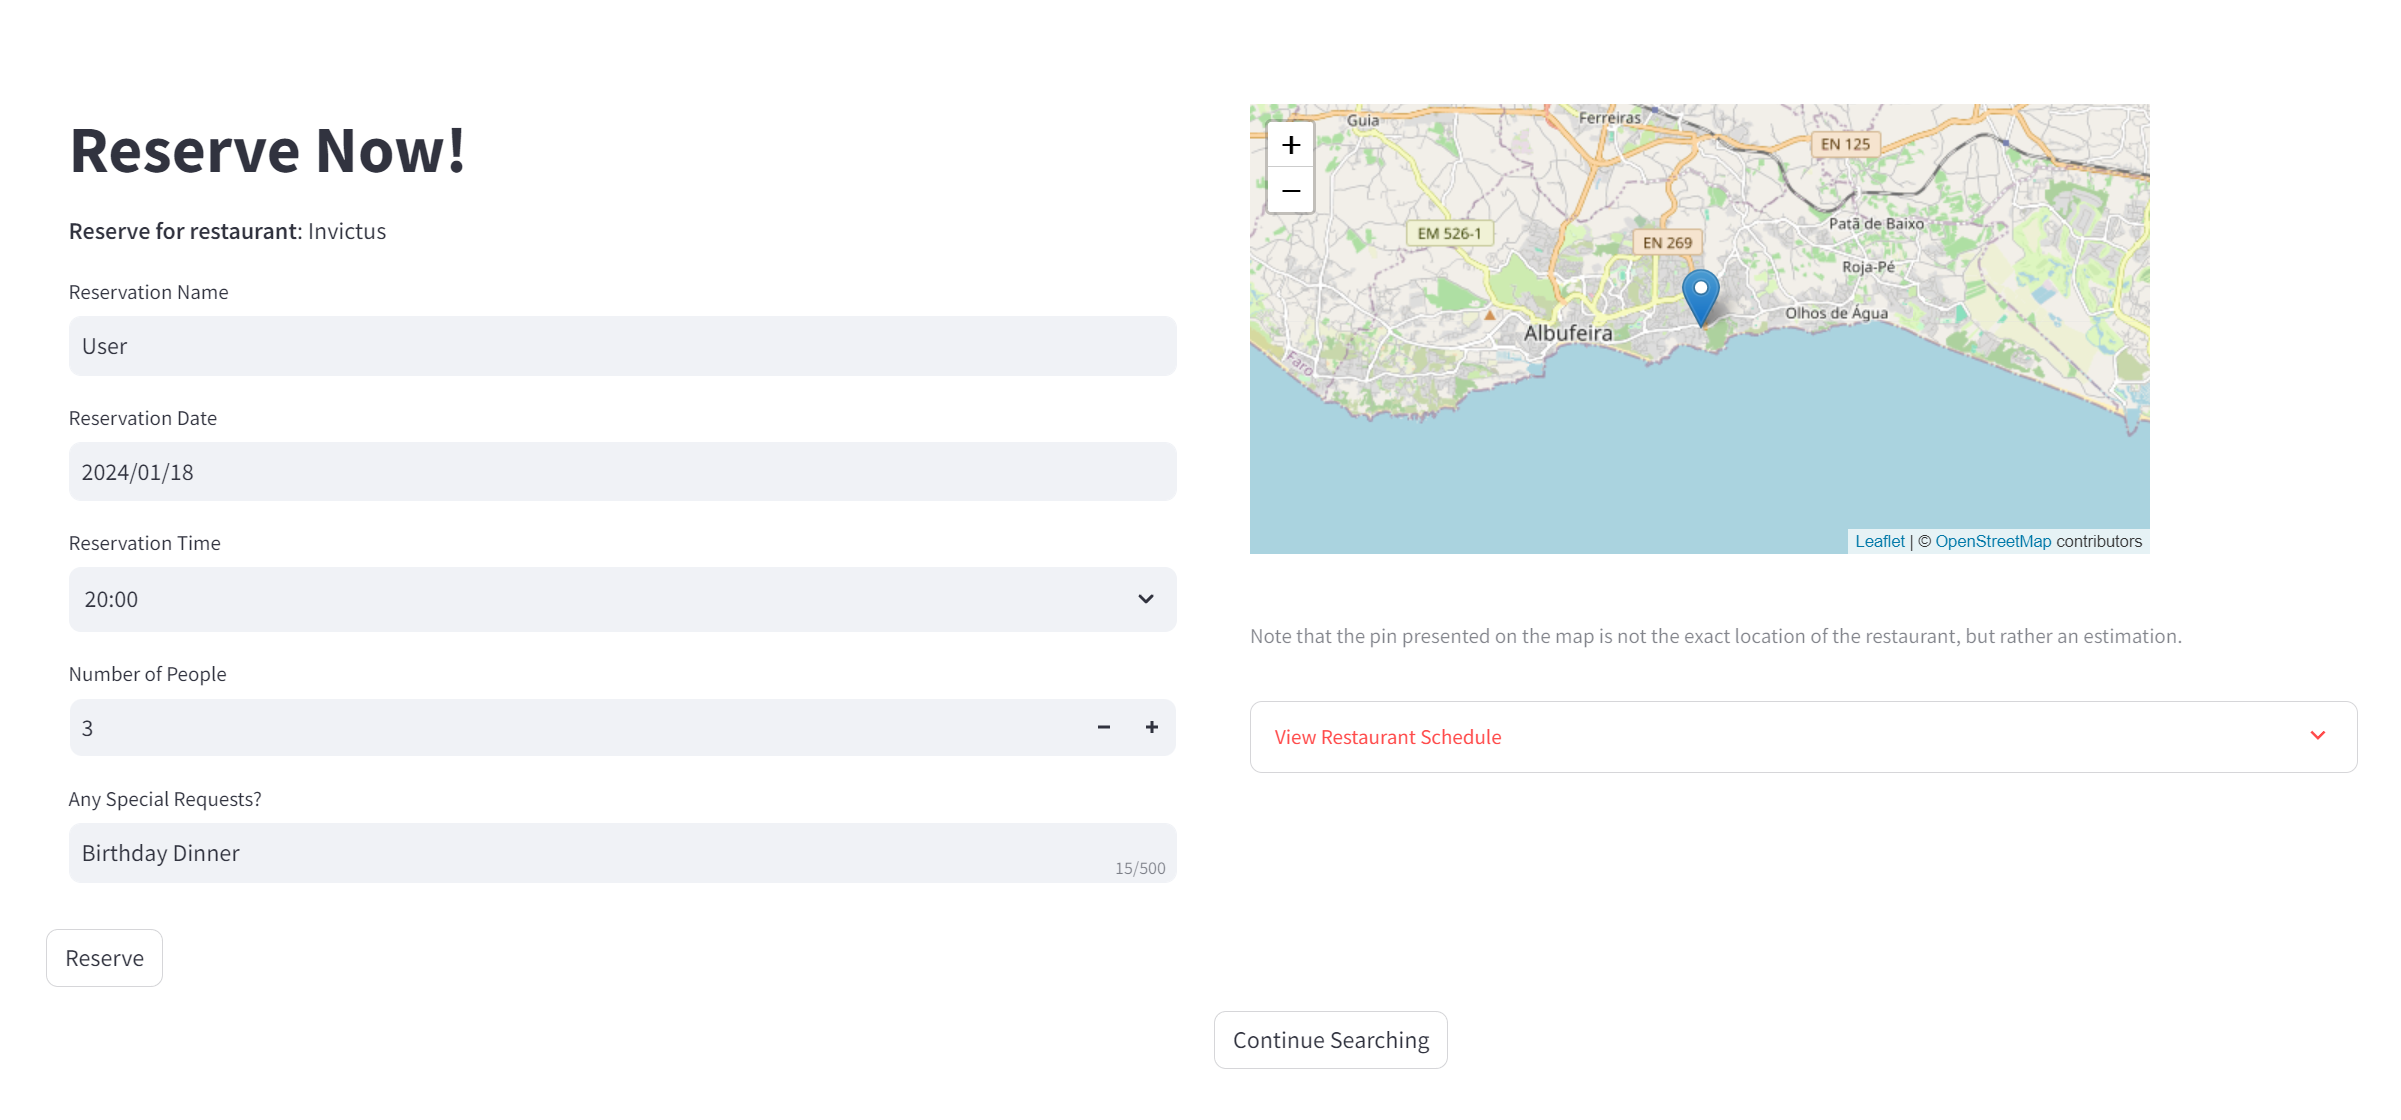 Reserve Now!
Reserve for restaurant: Invictus
Reservation Name
User
Reservation Date
2024/01/18
Reservation Time
20:00
Number of People
3
− +
Any Special Requests?
Birthday Dinner
15/500
Reserve
+
−
Guia
Ferreiras
EN 125
EM 526-1
EN 269
Patã de Baixo
Roja-Pé
Olhos de Água
Albufeira
Faro
Leaflet | © OpenStreetMap contributors
Note that the pin presented on the map is not the exact location of the restaurant, but rather an estimation.
View Restaurant Schedule
Continue Searching